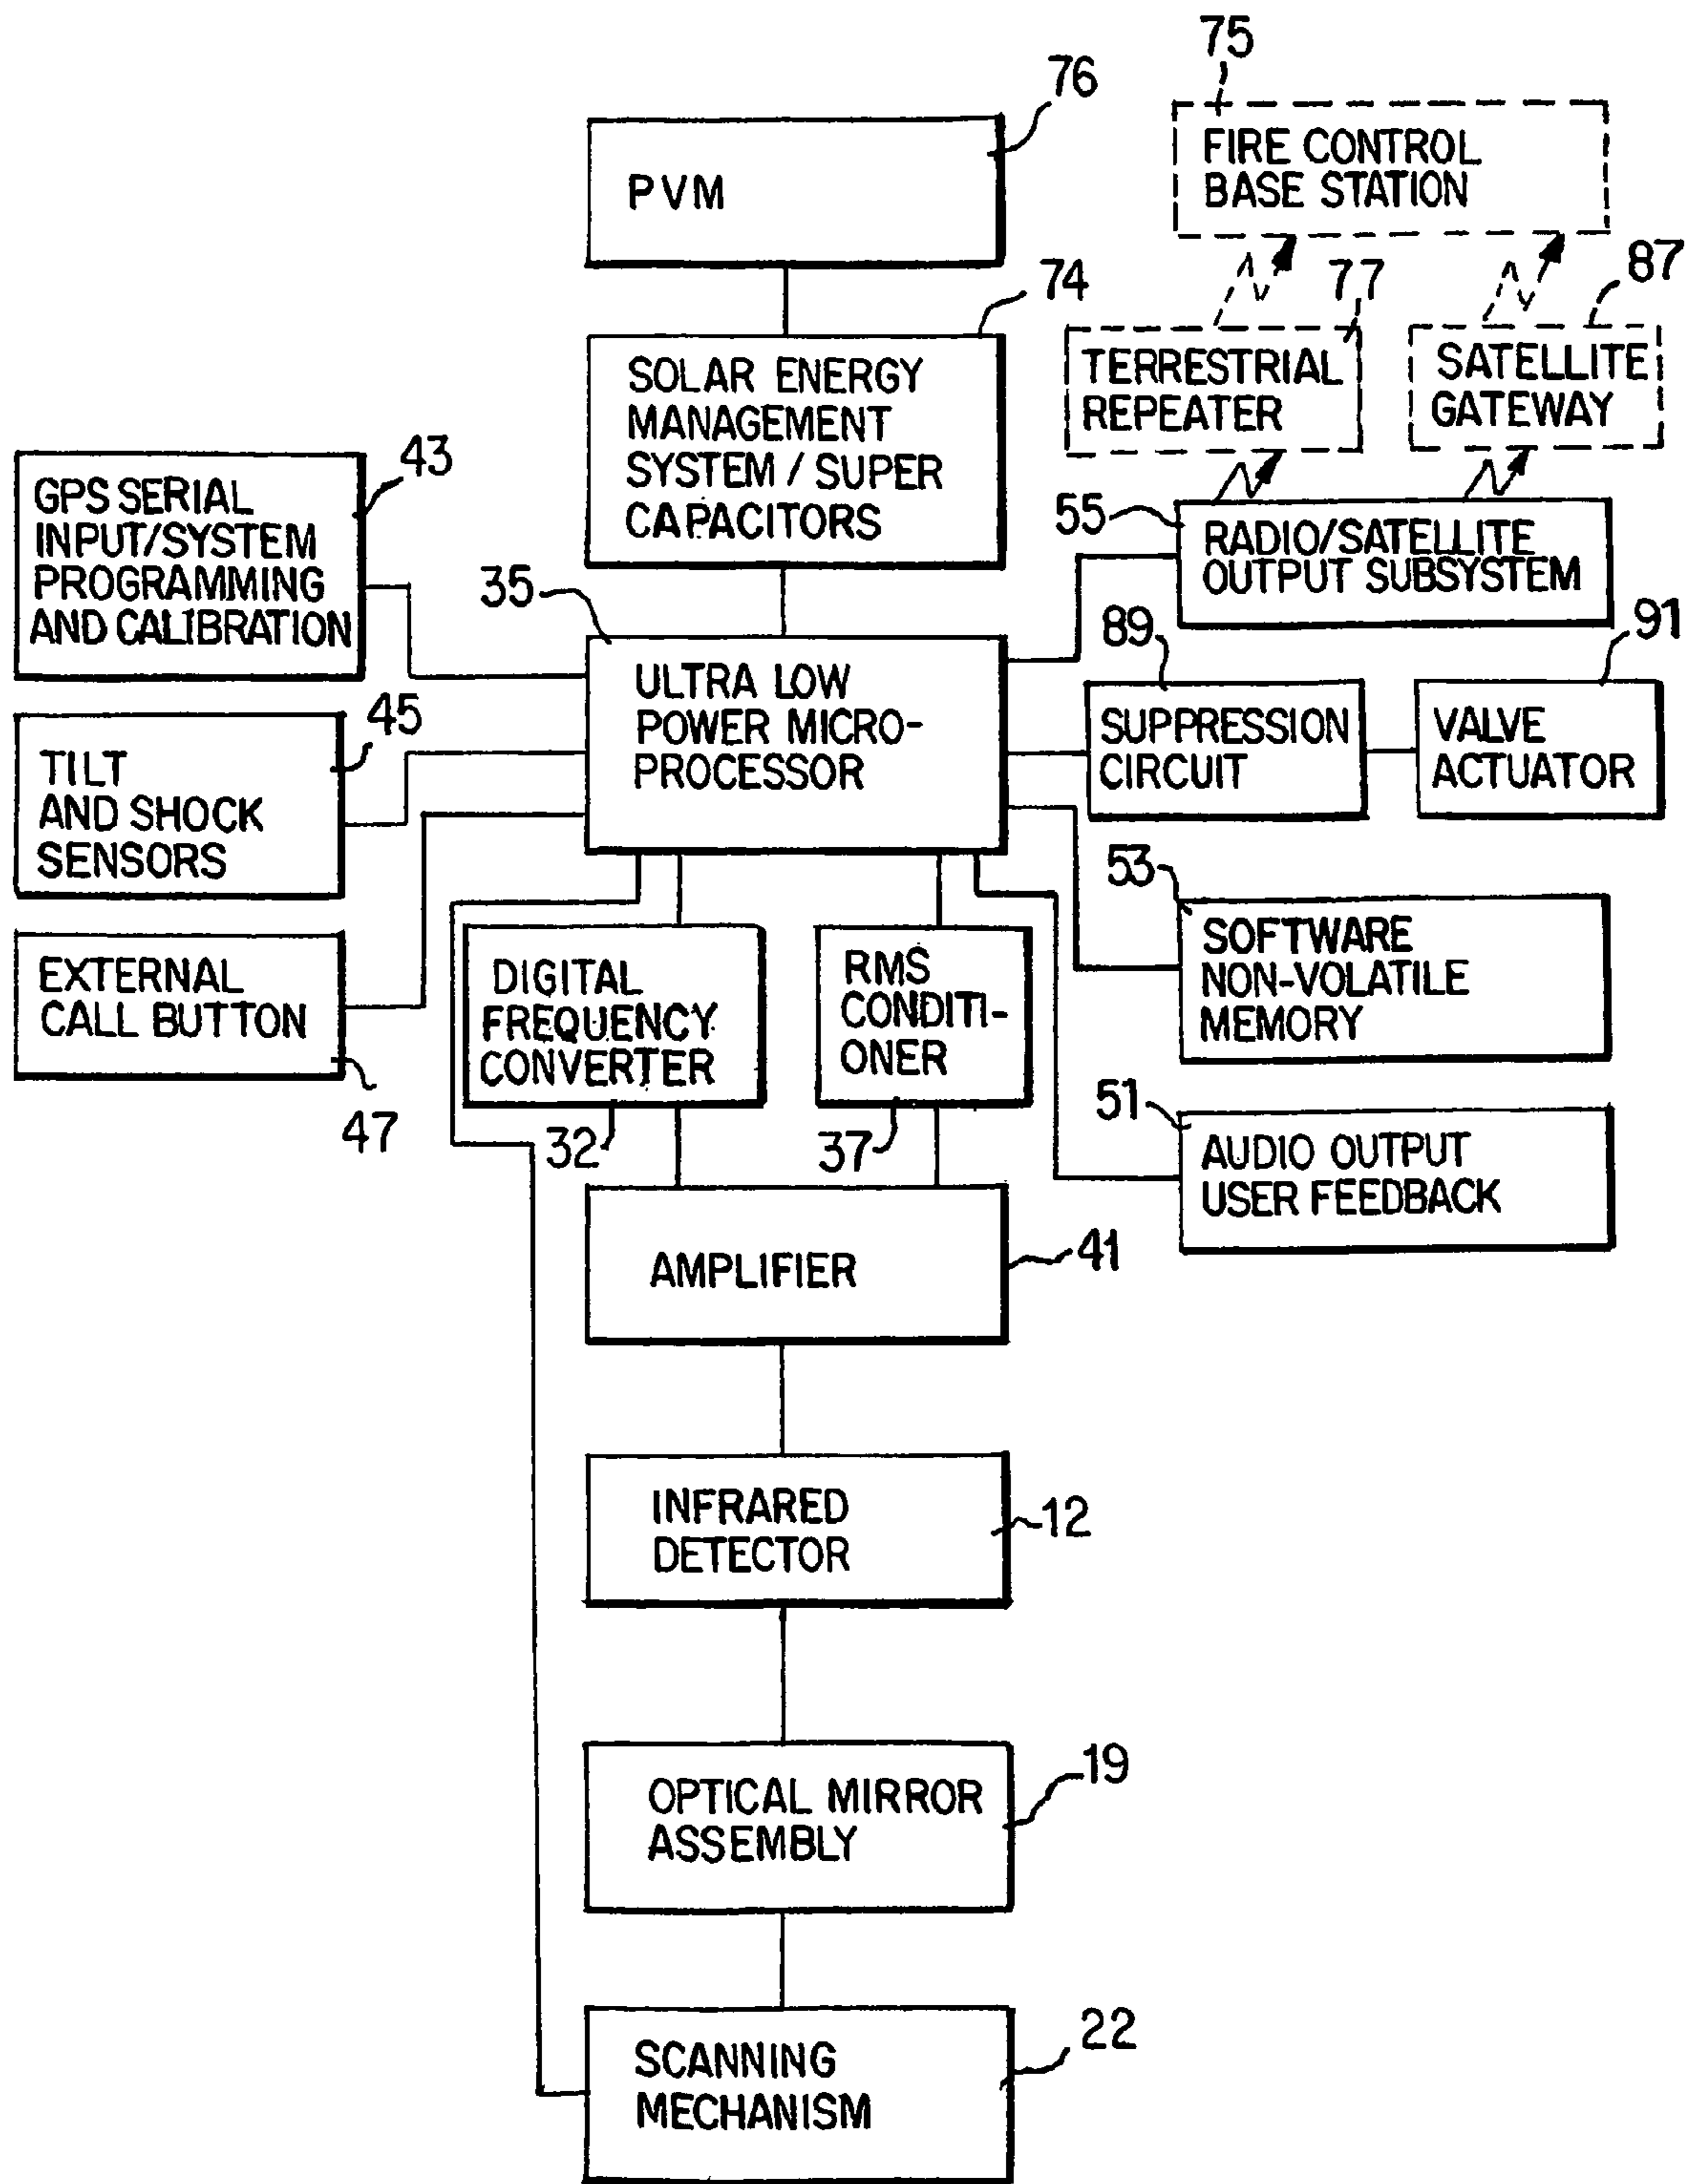 75
76
FIRE CONTROL
BASE STATION
PVM
87
77
74
TERRESTRIAL
REPEATER
SATELLITE
GATEWAY
SOLAR ENERGY
MANAGEMENT
SYSTEM / SUPER
CAPACITORS
43
GPS SERIAL
INPUT/SYSTEM
PROGRAMMING
AND CALIBRATION
55
RADIO/SATELLITE
OUTPUT SUBSYSTEM
35
89
91
ULTRA LOW
POWER MICRO-
PROCESSOR
SUPPRESSION
CIRCUIT
VALVE
ACTUATOR
45
TILT
AND SHOCK
SENSORS
53
SOFTWARE
NON-VOLATILE
MEMORY
EXTERNAL
CALL BUTTON
47
DIGITAL
FREQUENCY
CONVERTER
32
RMS
CONDITI-
ONER
37
51
AUDIO OUTPUT
USER FEEDBACK
AMPLIFIER
41
INFRARED
DETECTOR
12
OPTICAL MIRROR
ASSEMBLY
19
SCANNING
MECHANISM
22